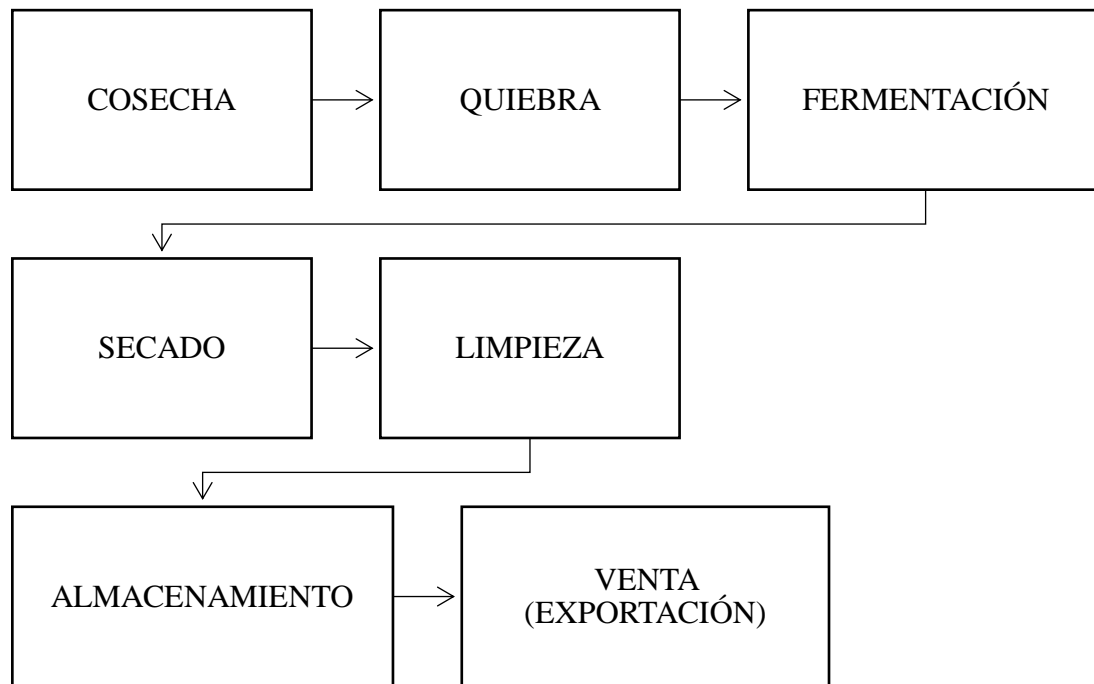 COSECHA
QUIEBRA
FERMENTACIÓN
SECADO
LIMPIEZA
ALMACENAMIENTO
VENTA
(EXPORTACIÓN)